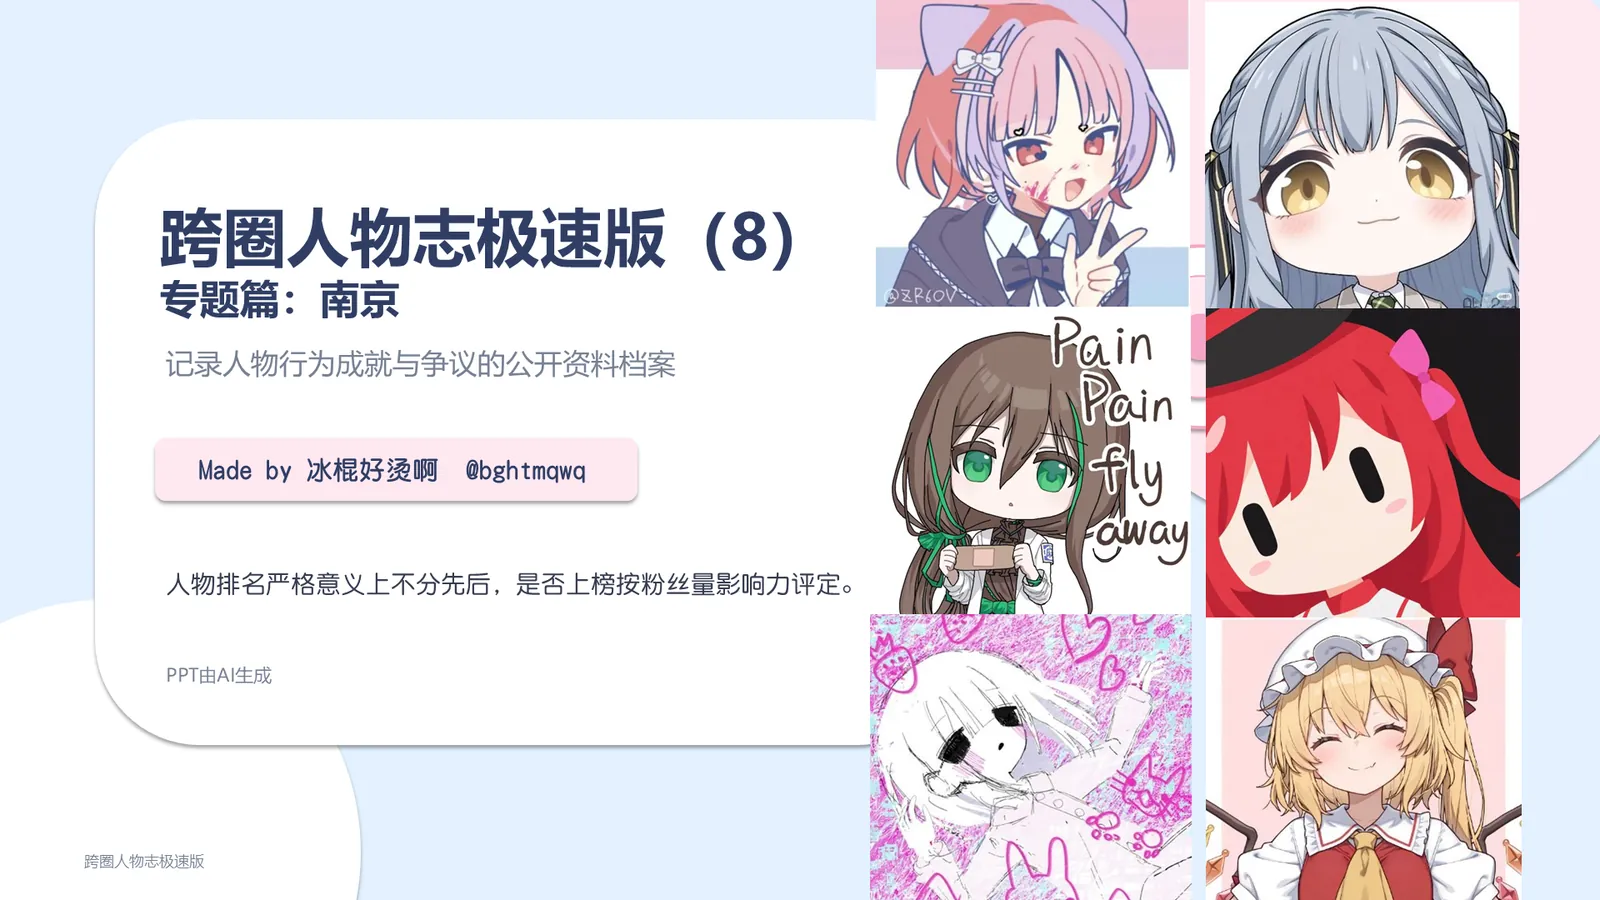 跨圈人物志极速版（8）
专题篇：南京
记录人物行为成就与争议的公开资料档案
Made by 冰棍好烫啊 @bghtmqwq
人物排名严格意义上不分先后，是否上榜按粉丝量影响力评定。
PPT由AI生成
跨圈人物志极速版
@ZR60V
Pain
Pain
fly
away